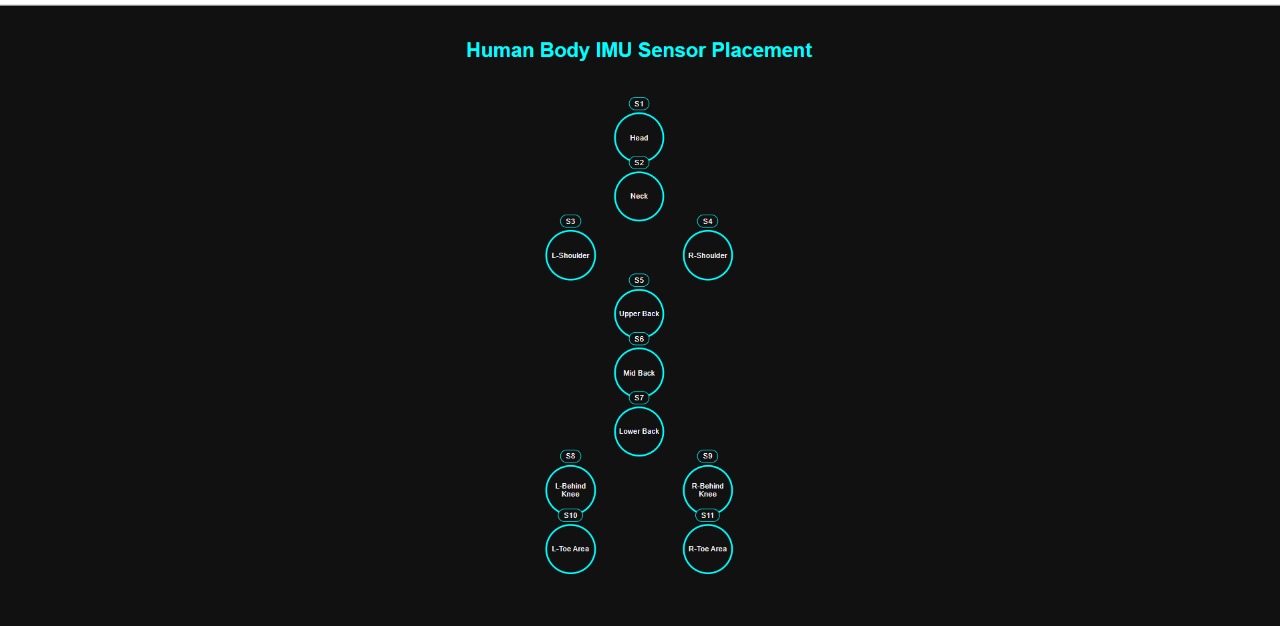 Human Body IMU Sensor Placement
S1
Head
S2
Neck
S3
S4
L-Shoulder
R-Shoulder
S5
Upper Back
S6
Mid Back
S7
Lower Back
S8
S9
L-Behind
Knee
R-Behind
Knee
S10
S11
L-Toe Area
R-Toe Area